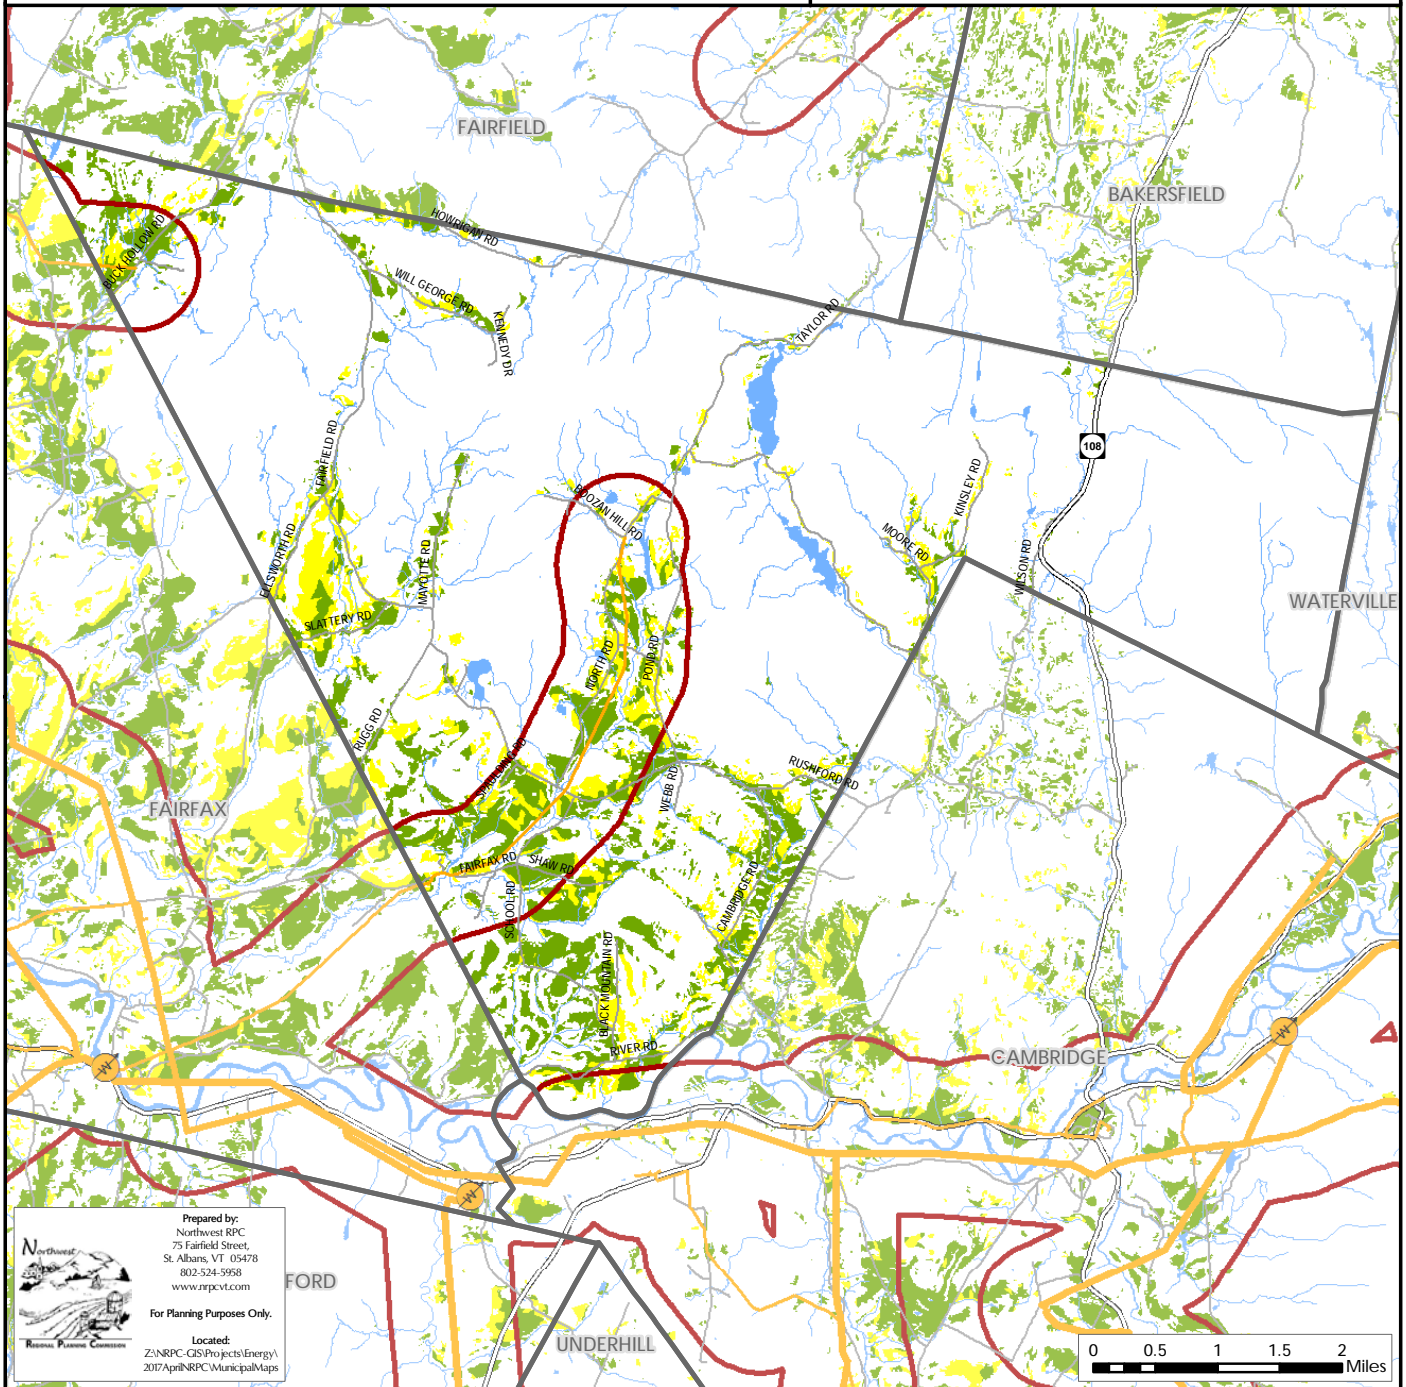 FAIRFIELD
BAKERSFIELD
HOWRIGAN RD
BUCK HOLLOW RD
WILL GEORGE RD
KENNEDY DR
TAYLOR RD
108
FAIRFIELD RD
KINSLEY RD
BOOZAN HILL RD
MOORE RD
ELLSWORTH RD
MAYOTTE RD
WILSON RD
WATERVILLE
SLATTERY RD
NORTH RD
POND RD
RUGG RD
SPAULDING RD
RUSHFORD RD
WEBB RD
FAIRFAX
FAIRFAX RD
SHAW RD
SCHOOL RD
CAMBRIDGE RD
BLACK MOUNTAIN RD
RIVER RD
CAMBRIDGE
W
W
W
Prepared by:
Northwest RPC
75 Fairfield Street,
St. Albans, VT 05478
802-524-5958
www.nrpcvt.com
For Planning Purposes Only.
Located:
Z:\NRPC-GIS\Projects\Energy\
2017AprilNRPC\MunicipalMaps
Northwest
REGIONAL PLANNING COMMISSION
FORD
UNDERHILL
0 0.5 1 1.5 2
Miles